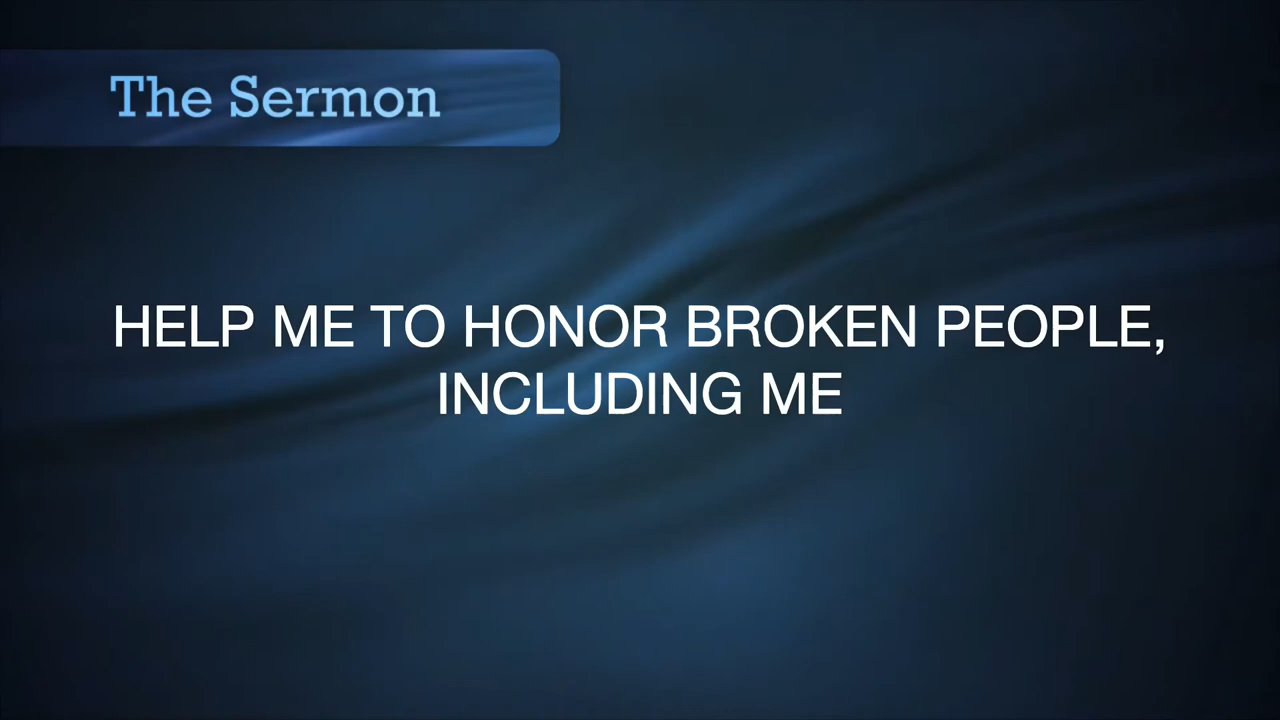 The Sermon
HELP ME TO HONOR BROKEN PEOPLE,
INCLUDING ME